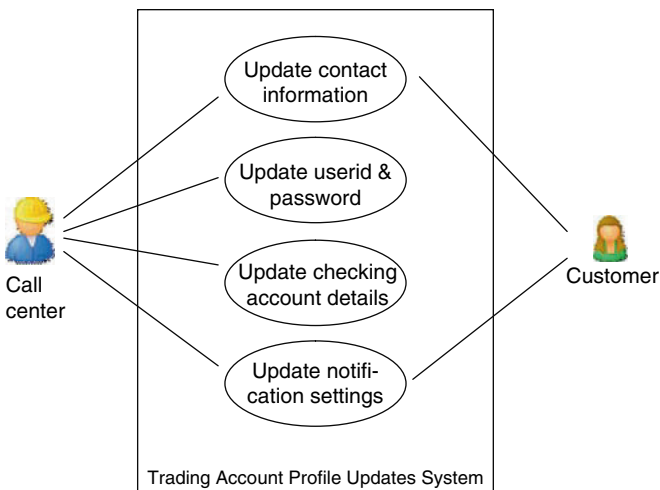 Update contact
information
Update userid &
password
Call
center
Customer
Update checking
account details
Update notifi-
cation settings
Trading Account Profile Updates System